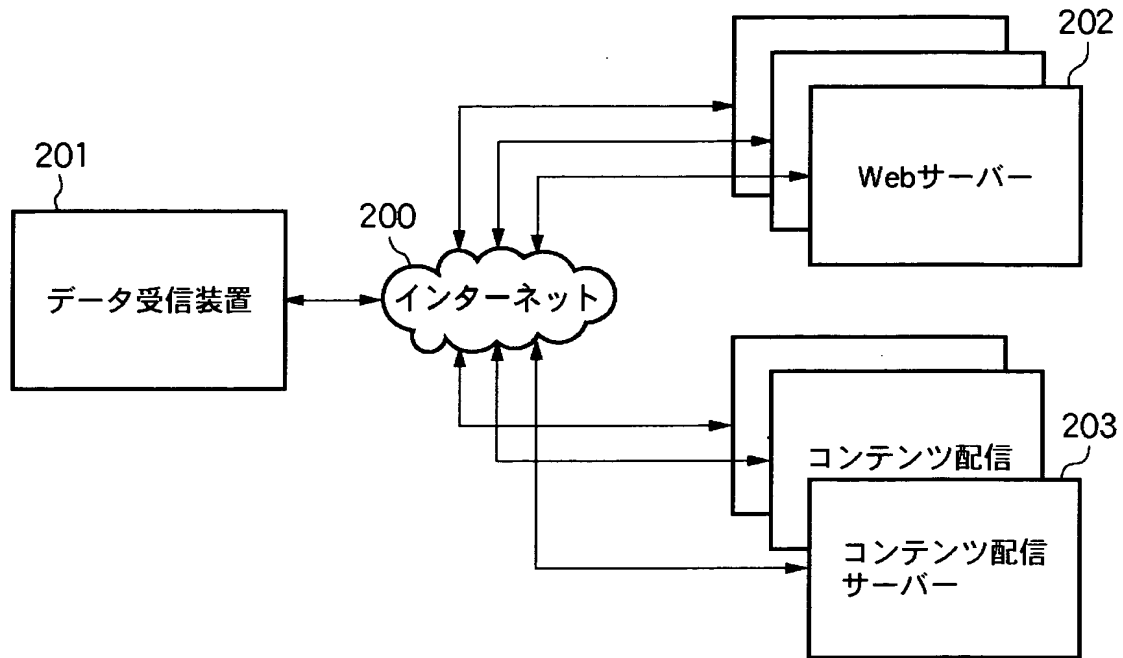 202
Webサーバー
201
データ受信装置
200
インターネット
203
コンテンツ配信
コンテンツ配信
サーバー